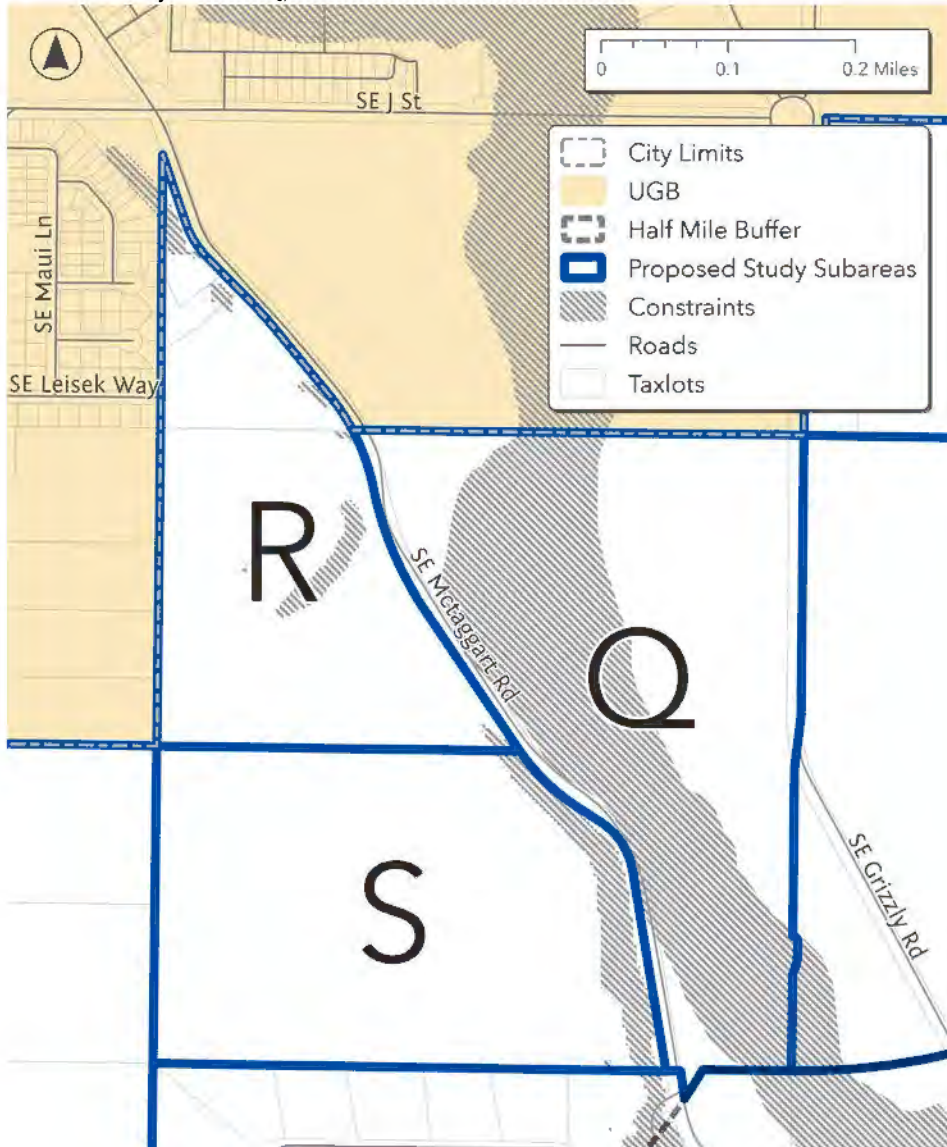 0 0.1 0.2 Miles
SE J St
City Limits
UGB
Half Mile Buffer
Proposed Study Subareas
Constraints
Roads
Taxlots
SE Maui Ln
SE Leisek Way
R
SE Mctaggart Rd
Q
S
SE Grizzly Rd